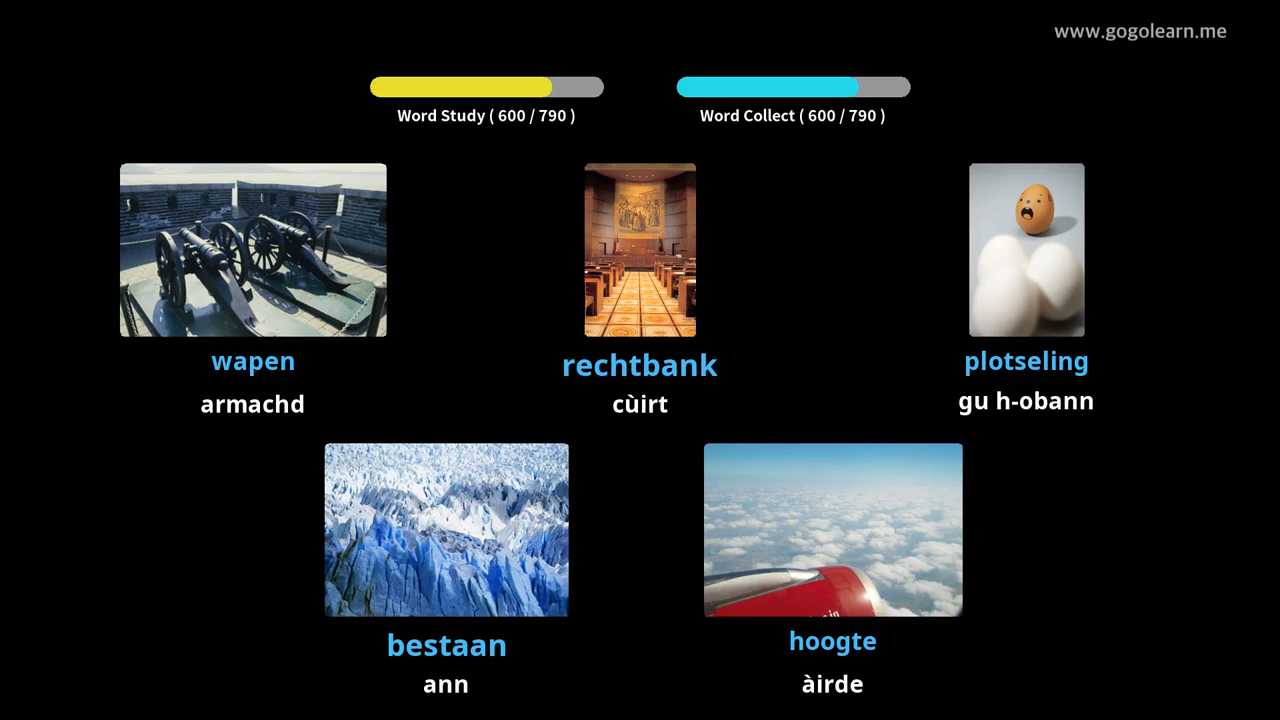 www.gogolearn.me
Word Study ( 600 / 790 )
Word Collect ( 600 / 790 )
wapen
armachd
rechtbank
cùirt
plotseling
gu h-obann
bestaan
ann
hoogte
àirde